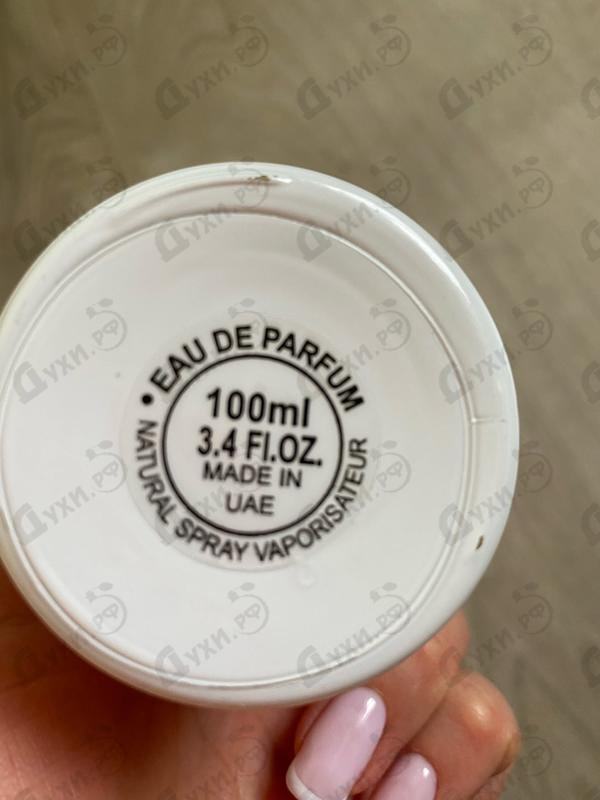 EAU DE PARFUM
100ml
3.4 Fl.OZ.
MADE IN
UAE
• NATURAL SPRAY VAPORISATEUR
Духи.рф